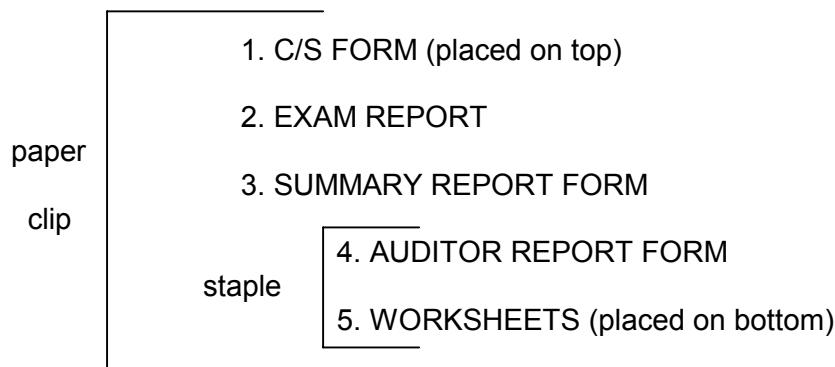 1. C/S FORM (placed on top)
2. EXAM REPORT
paper
3. SUMMARY REPORT FORM
clip
4. AUDITOR REPORT FORM
staple
5. WORKSHEETS (placed on bottom)